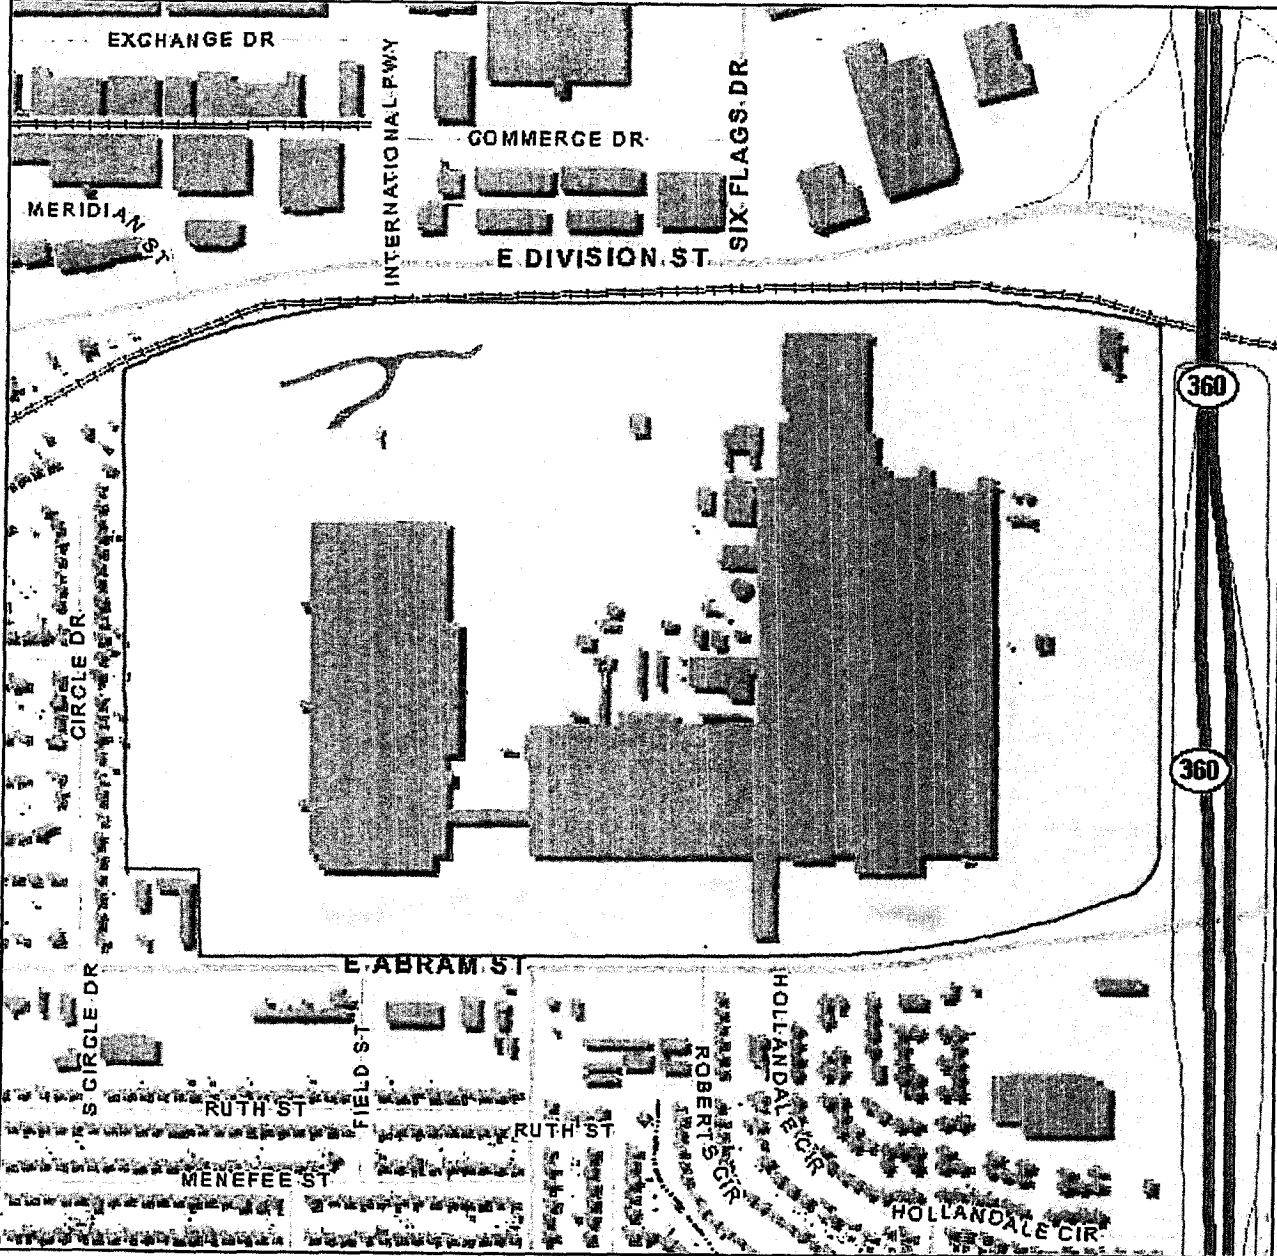 EXCHANGE DR
INTERNATIONAL PWY
SIX FLAGS DR
COMMERCE DR
MERIDIAN ST
E DIVISION ST
360
CIRCLE DR
360
E ABRAM ST
S CIRCLE DR
FIELD ST
HOLLANDALE CIR
ROBERTS CIR
RUTH ST
RUTH ST
MENEFEE ST
HOLLANDALE CIR